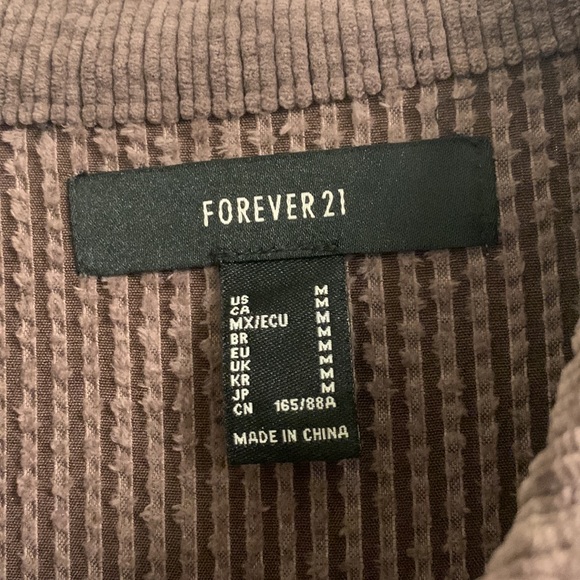 FOREVER 21
US M
CA M
MX/ECU M
BR M
EU M
UK M
KR M
JP M
CN 165/88A
MADE IN CHINA